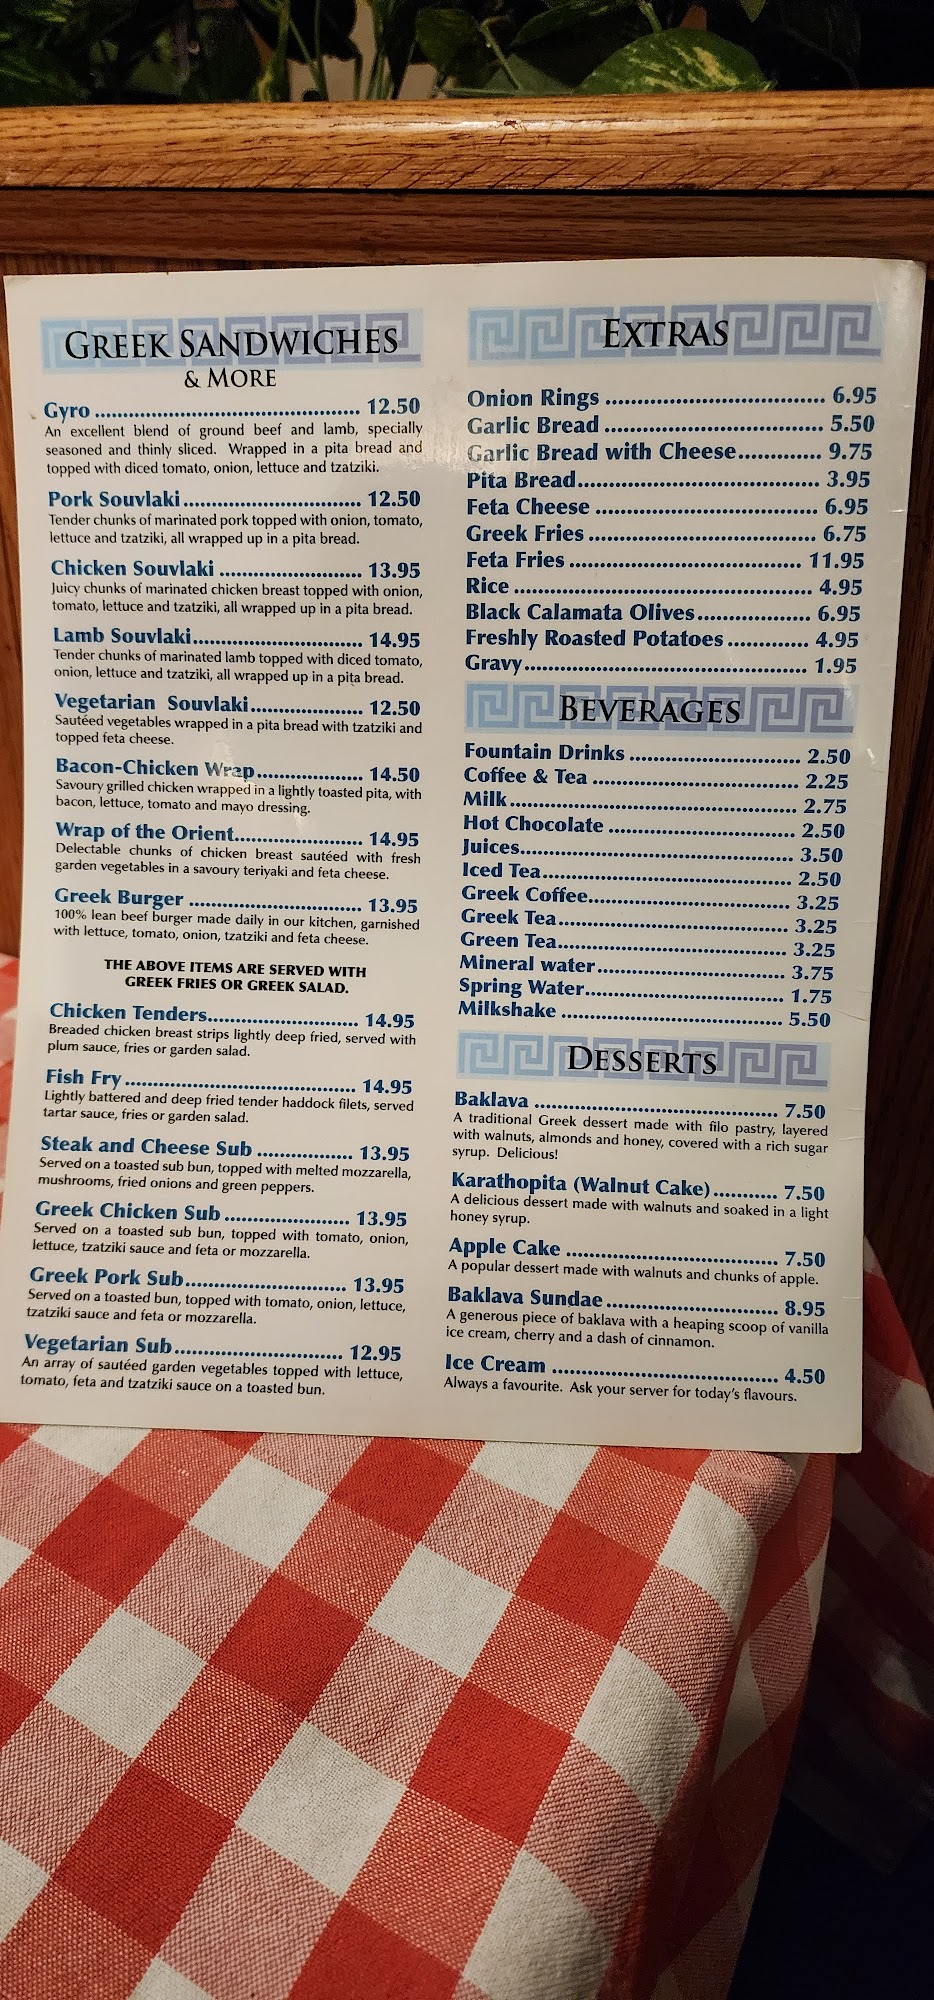 GREEK SANDWICHES
& MORE
Gyro .................................................. 12.50
An excellent blend of ground beef and lamb, specially
seasoned and thinly sliced. Wrapped in a pita bread and
topped with diced tomato, onion, lettuce and tzatziki.
Pork Souvlaki .................................. 12.50
Tender chunks of marinated pork topped with onion, tomato,
lettuce and tzatziki, all wrapped up in a pita bread.
Chicken Souvlaki ........................... 13.95
Juicy chunks of marinated chicken breast topped with onion,
tomato, lettuce and tzatziki, all wrapped up in a pita bread.
Lamb Souvlaki ................................ 14.95
Tender chunks of marinated lamb topped with diced tomato,
onion, lettuce and tzatziki, all wrapped up in a pita bread.
Vegetarian Souvlaki ..................... 12.50
Sautéed vegetables wrapped in a pita bread with tzatziki and
topped feta cheese.
Bacon-Chicken Wrap .................... 14.50
Savoury grilled chicken wrapped in a lightly toasted pita, with
bacon, lettuce, tomato and mayo dressing.
Wrap of the Orient ........................ 14.95
Delectable chunks of chicken breast sautéed with fresh
garden vegetables in a savoury teriyaki and feta cheese.
Greek Burger ................................. 13.95
100% lean beef burger made daily in our kitchen, garnished
with lettuce, tomato, onion, tzatziki and feta cheese.
THE ABOVE ITEMS ARE SERVED WITH
GREEK FRIES OR GREEK SALAD.
Chicken Tenders ............................. 14.95
Breaded chicken breast strips lightly deep fried, served with
plum sauce, fries or garden salad.
Fish Fry ............................................ 14.95
Lightly battered and deep fried tender haddock filets, served
tartar sauce, fries or garden salad.
Steak and Cheese Sub .................. 13.95
Served on a toasted sub bun, topped with melted mozzarella,
mushrooms, fried onions and green peppers.
Greek Chicken Sub ........................ 13.95
Served on a toasted sub bun, topped with tomato, onion,
lettuce, tzatziki sauce and feta or mozzarella.
Greek Pork Sub ............................... 13.95
Served on a toasted bun, topped with tomato, onion, lettuce,
tzatziki sauce and feta or mozzarella.
Vegetarian Sub ................................ 12.95
An array of sautéed garden vegetables topped with lettuce,
tomato, feta and tzatziki sauce on a toasted bun.
EXTRAS
Onion Rings ......................................... 6.95
Garlic Bread ......................................... 5.50
Garlic Bread with Cheese ............... 9.75
Pita Bread ............................................. 3.95
Feta Cheese .......................................... 6.95
Greek Fries ........................................... 6.75
Feta Fries ............................................ 11.95
Rice ........................................................ 4.95
Black Calamata Olives ..................... 6.95
Freshly Roasted Potatoes ............... 4.95
Gravy ..................................................... 1.95
BEVERAGES
Fountain Drinks ................................ 2.50
Coffee & Tea ...................................... 2.25
Milk ..................................................... 2.75
Hot Chocolate .................................. 2.50
Juices ................................................... 3.50
Iced Tea .............................................. 2.50
Greek Coffee ...................................... 3.25
Greek Tea ........................................... 3.25
Green Tea ........................................... 3.25
Mineral water ................................... 3.75
Spring Water ..................................... 1.75
Milkshake .......................................... 5.50
DESSERTS
Baklava ............................................... 7.50
A traditional Greek dessert made with filo pastry, layered
with walnuts, almonds and honey, covered with a rich sugar
syrup. Delicious!
Karathopita (Walnut Cake) ........... 7.50
A delicious dessert made with walnuts and soaked in a light
honey syrup.
Apple Cake ........................................ 7.50
A popular dessert made with walnuts and chunks of apple.
Baklava Sundae ................................ 8.95
A generous piece of baklava with a heaping scoop of vanilla
ice cream, cherry and a dash of cinnamon.
Ice Cream .......................................... 4.50
Always a favourite. Ask your server for today's flavours.